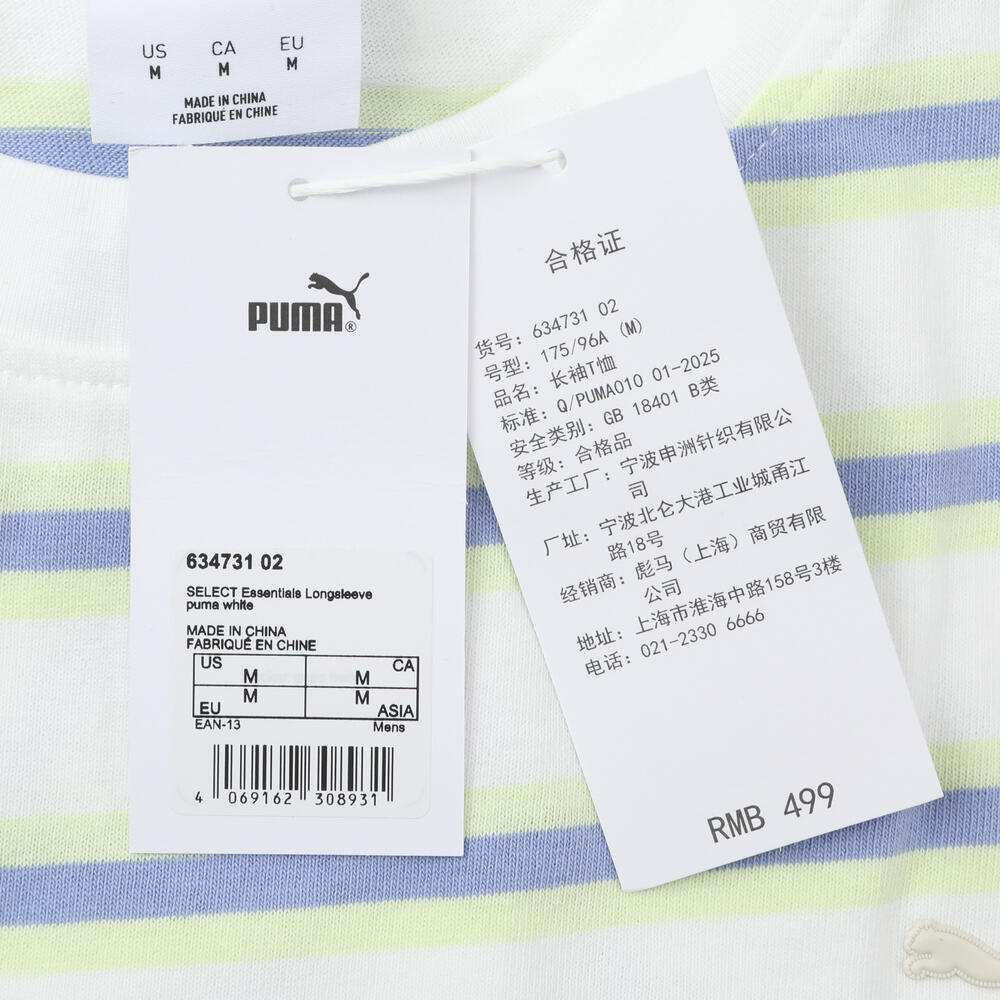 US CA EU
M M M
MADE IN CHINA
FABRIQUÉ EN CHINE
PUMA®
634731 02
SELECT Essentials Longsleeve
puma white
MADE IN CHINA
FABRIQUÉ EN CHINE
US M M CA
EU M M ASIA
EAN-13 Mens
4 069162 308931
合格证
货号: 634731 02
号型: 175/96A (M)
品名: 长袖T恤
标准: Q/PUMA010 01-2025
安全类别: GB 18401 B类
等级: 合格品
生产工厂: 宁波申洲针织有限公
司
厂址: 宁波北仑大港工业城甬江
路18号
经销商: 彪马（上海）商贸有限
公司
地址: 上海市淮海中路158号3楼
电话: 021-2330 6666
RMB 499